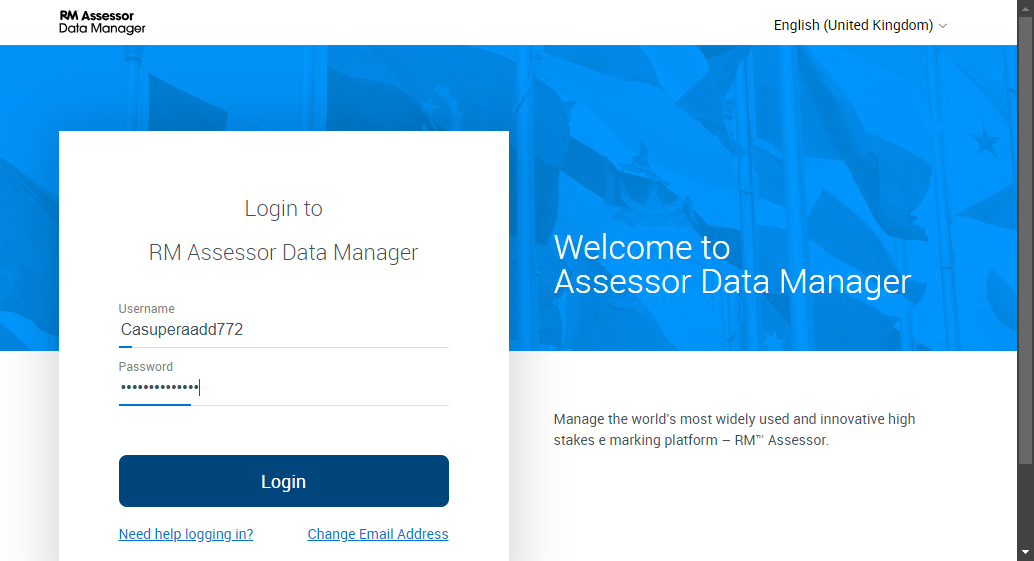 RM Assessor
Data Manager
English (United Kingdom)
Login to
RM Assessor Data Manager
Username
Casuperaadd772
Password
••••••••••••••
Login
Need help logging in?
Change Email Address
Welcome to
Assessor Data Manager
Manage the world's most widely used and innovative high
stakes e marking platform – RM™ Assessor.